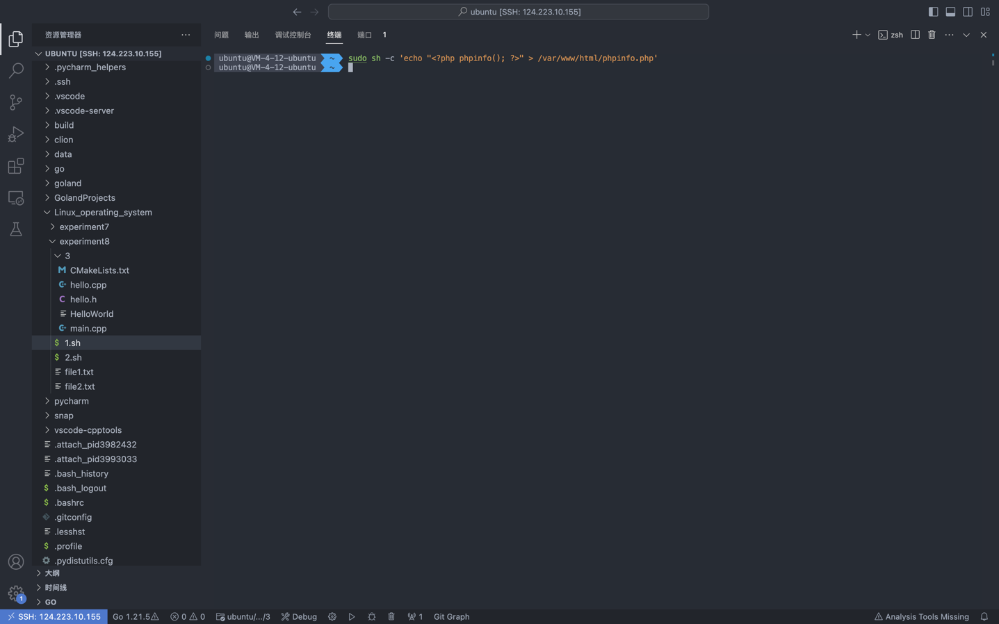 ubuntu [SSH: 124.223.10.155]
资源管理器
问题 输出 调试控制台 终端 端口 1
zsh
UBUNTU [SSH: 124.223.10.155]
.pycharm_helpers
.ssh
.vscode
.vscode-server
build
clion
data
go
goland
GolandProjects
Linux_operating_system
experiment7
experiment8
3
CMakeLists.txt
hello.cpp
hello.h
HelloWorld
main.cpp
1.sh
2.sh
file1.txt
file2.txt
pycharm
snap
vscode-cpptools
.attach_pid3982432
.attach_pid3993033
.bash_history
.bash_logout
.bashrc
.gitconfig
.lesshst
.profile
.pydistutils.cfg
大纲
时间线
GO
ubuntu@VM-4-12-ubuntu ~ sudo sh -c 'echo "<?php phpinfo(); ?>" > /var/www/html/phpinfo.php'
ubuntu@VM-4-12-ubuntu ~
1
SSH: 124.223.10.155 Go 1.21.5 0 0 ubuntu/.../3 Debug 1 Git Graph Analysis Tools Missing